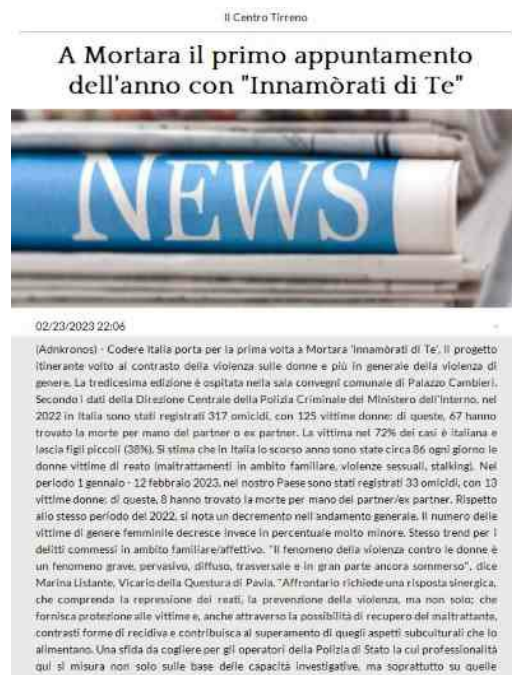 Il Centro Tirreno
A Mortara il primo appuntamento
dell'anno con "Innamòrati di Te"
NEWS
02/23/2023 22:06
(Adnkronos) - Codere Italia porta per la prima volta a Mortara 'Innamòrati di Te'. Il progetto
itinerante volto al contrasto della violenza sulle donne e più in generale della violenza di
genere. La tredicesima edizione è ospitata nella sala convegni comunale di Palazzo Cambieri.
Secondo i dati della Direzione Centrale della Polizia Criminale del Ministero dell'Interno, nel
2022 in Italia sono stati registrati 317 omicidi, con 125 vittime donne: di queste, 67 hanno
trovato la morte per mano del partner o ex partner. La vittima nel 72% dei casi è italiana e
lascia figli piccoli (38%). Si stima che in Italia lo scorso anno sono state circa 86 ogni giorno le
donne vittime di reato (maltrattamenti in ambito familiare, violenze sessuali, stalking). Nel
periodo 1 gennaio - 12 febbraio 2023, nel nostro Paese sono stati registrati 33 omicidi, con 13
vittime donne: di queste, 8 hanno trovato la morte per mano del partner/ex partner. Rispetto
allo stesso periodo del 2022, si nota un decremento nell'andamento generale. Il numero delle
vittime di genere femminile decresce invece in percentuale molto minore. Stesso trend per i
delitti commessi in ambito familiare/affettivo. "Il fenomeno della violenza contro le donne è
un fenomeno grave, pervasivo, diffuso, trasversale e in gran parte ancora sommerso", dice
Marina Listante, Vicario della Questura di Pavia. "Affrontarlo richiede una risposta sinergica,
che comprenda la repressione dei reati, la prevenzione della violenza, ma non solo; che
fornisca protezione alle vittime e, anche attraverso la possibilità di recupero del maltrattante,
contrasti forme di recidiva e contribuisca al superamento di quegli aspetti subculturali che lo
alimentano. Una sfida da cogliere per gli operatori della Polizia di Stato la cui professionalità
qui si misura non solo sulle base delle capacità investigative, ma soprattutto su quelle